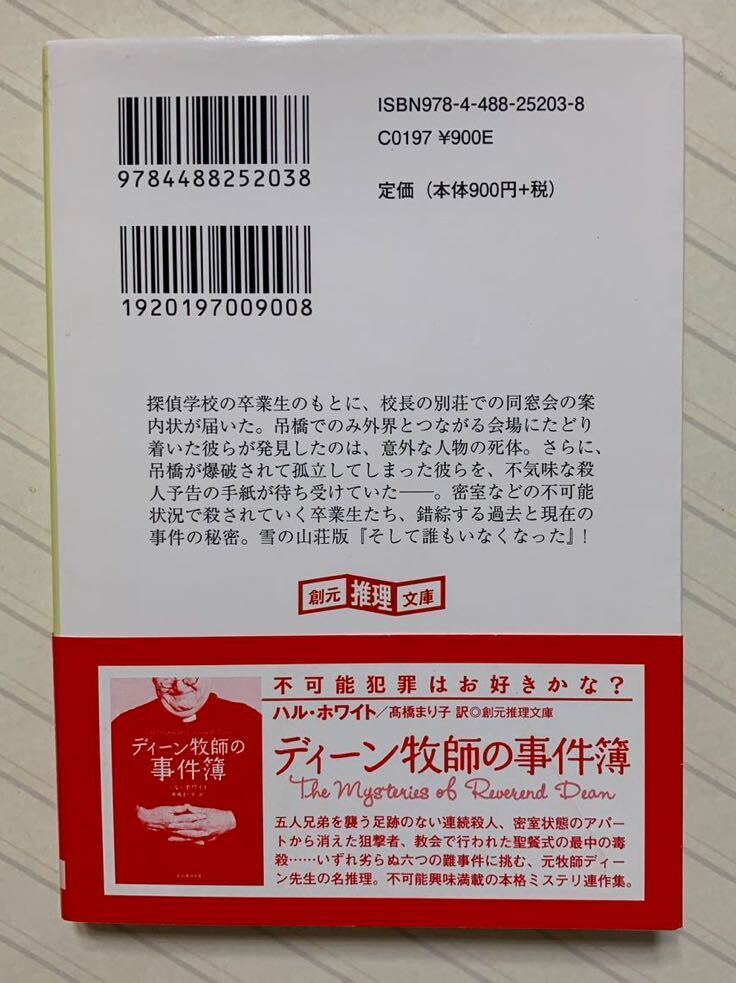 ISBN978-4-488-25203-8
C0197 ¥900E
9784488252038
定価（本体900円+税）
1920197009008
探偵学校の卒業生のもとに、校長の別荘での同窓会の案
内状が届いた。吊橋でのみ外界とつながる会場にたどり
着いた彼らが発見したのは、意外な人物の死体。さらに、
吊橋が爆破されて孤立してしまった彼らを、不気味な殺
人予告の手紙が待ち受けていた――。密室などの不可能
状況で殺されていく卒業生たち、錯綜する過去と現在の
事件の秘密。雪の山荘版『そして誰もいなくなった』！
創元推理文庫
不可能犯罪はお好きかな？
ハル・ホワイト／髙橋まり子 訳◎創元推理文庫
ディーン牧師の事件簿
The Mysteries of Reverend Dean
五人兄弟を襲う足跡のない連続殺人、密室状態のアパー
トから消えた狙撃者、教会で行われた聖餐式の最中の毒
殺……いずれ劣らぬ六つの難事件に挑む、元牧師ディー
ン先生の名推理。不可能興味満載の本格ミステリ連作集。
ディーン牧師の
事件簿
ハル・ホワイト